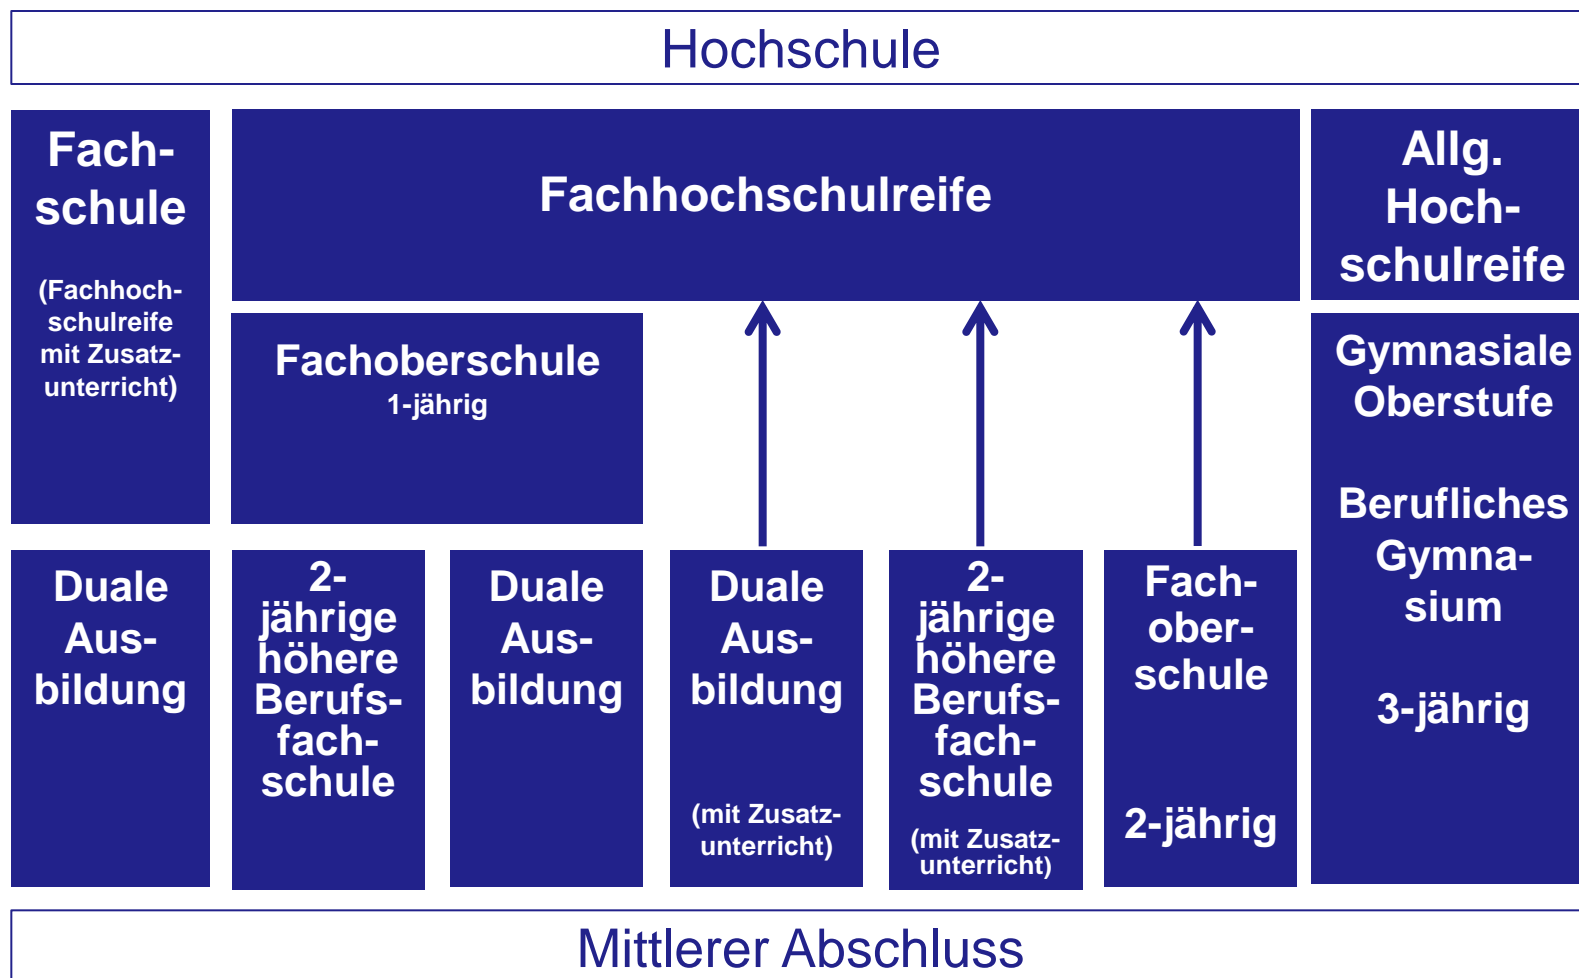 Hochschule
Fach-
schule
(Fachhoch-
schulreife
mit Zusatz-
unterricht)
Fachhochschulreife
Allg.
Hoch-
schulreife
Fachoberschule
1-jährig
Gymnasiale
Oberstufe
Berufliches
Gymna-
sium
3-jährig
Duale
Aus-
bildung
2-
jährige
höhere
Berufs-
fach-
schule
Duale
Aus-
bildung
Duale
Aus-
bildung
(mit Zusatz-
unterricht)
2-
jährige
höhere
Berufs-
fach-
schule
(mit Zusatz-
unterricht)
Fach-
ober-
schule
2-jährig
Mittlerer Abschluss